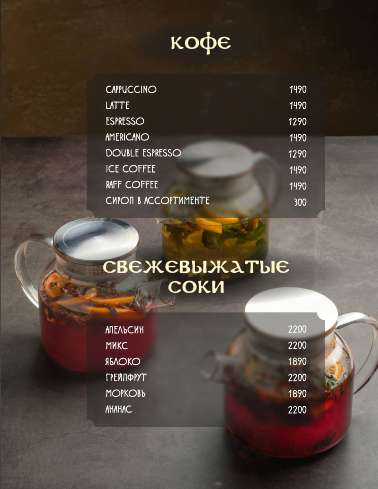 КОФЕ
CAPPUCCINO 1490
LATTE 1490
ESPRESSO 1290
AMERICANO 1490
DOUBLE ESPRESSO 1290
ICE COFFEE 1490
RAFF COFFEE 1490
СИРОП В АССОРТИМЕНТЕ 300
СВЕЖЕВЫЖАТЫЕ
СОКИ
АПЕЛЬСИН 2200
МИКС 2200
ЯБЛОКО 1890
ГРЕЙПФРУТ 2200
МОРКОВЬ 1890
АНАНАС 2200